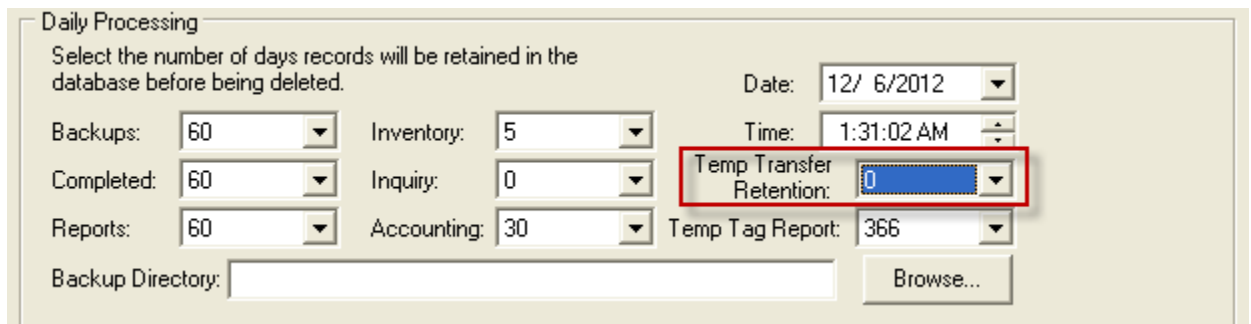 Daily Processing
Select the number of days records will be retained in the
database before being deleted.
Date: 12/ 6/2012
Backups: 60 Inventory: 5 Time: 1:31:02 AM
Completed: 60 Inquiry: 0 Temp Transfer
Retention: 0
Reports: 60 Accounting: 30 Temp Tag Report: 366
Backup Directory: Browse...